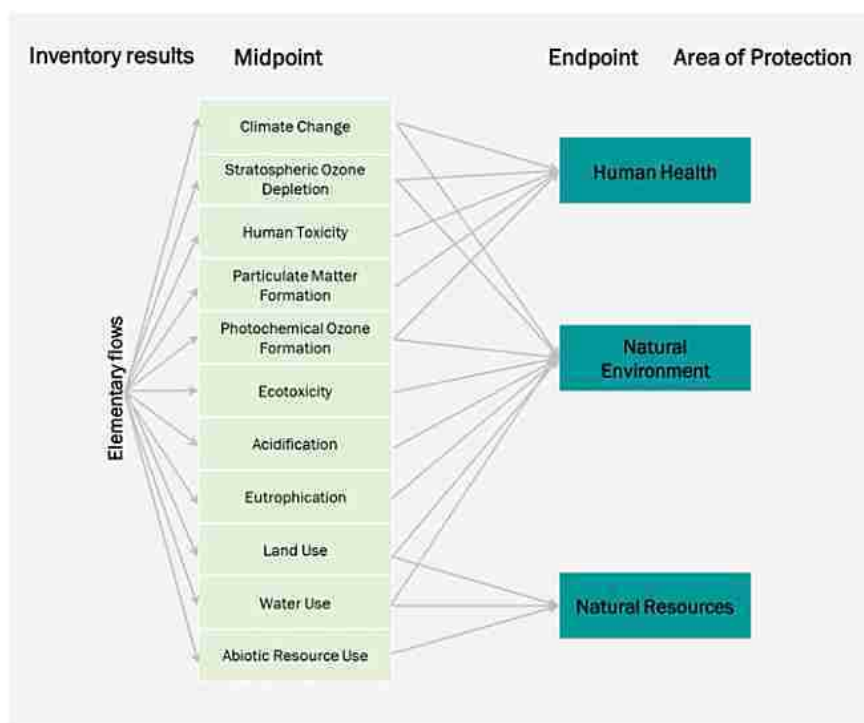 Inventory results Midpoint Endpoint Area of Protection
Climate Change
Stratospheric Ozone
Depletion
Human Toxicity
Particulate Matter
Formation
Photochemical Ozone
Formation
Ecotoxicity
Acidification
Eutrophication
Land Use
Water Use
Abiotic Resource Use
Elementary flows
Human Health
Natural
Environment
Natural Resources